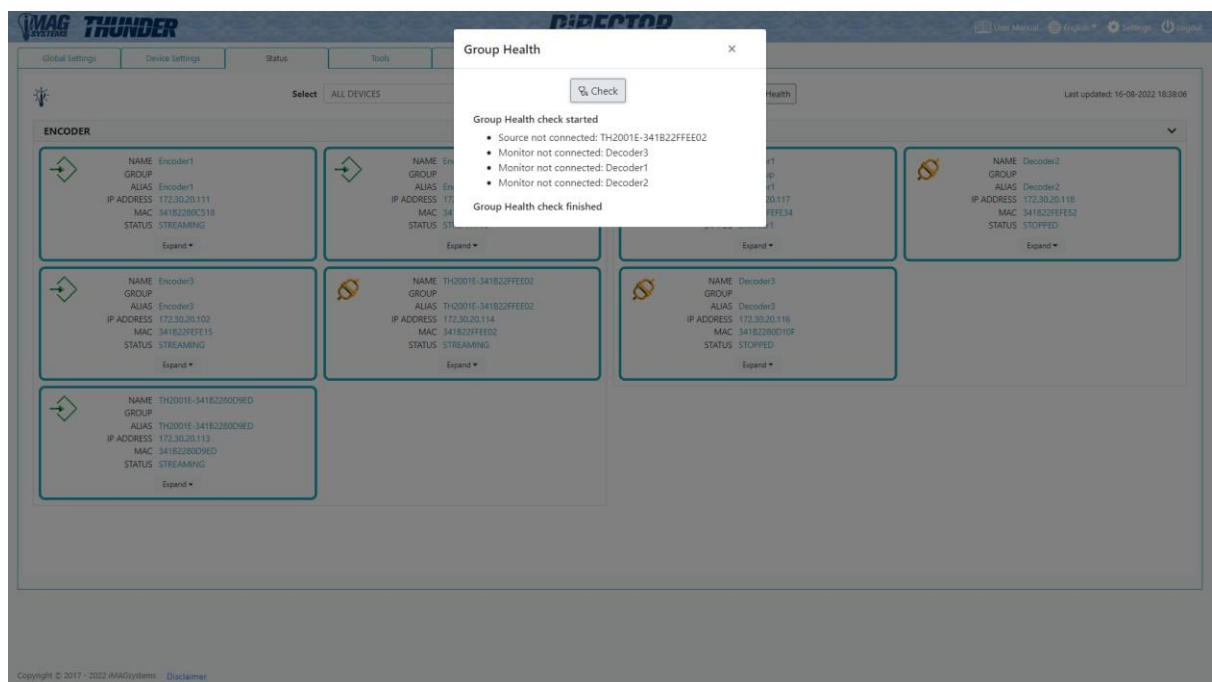 iMAG SYSTEMS THUNDER
DIRECTOR
User Manual English Settings Logout
Global Settings Device Settings Status Tools
Select ALL DEVICES
Health
Last updated: 16-08-2022 18:38:06
Group Health ×
Check
Group Health check started
• Source not connected: TH2001E-341B22FFEE02
• Monitor not connected: Decoder3
• Monitor not connected: Decoder1
• Monitor not connected: Decoder2
Group Health check finished
ENCODER
NAME Encoder1
GROUP
ALIAS Encoder1
IP ADDRESS 172.30.20.111
MAC 341B2280C518
STATUS STREAMING
Expand
NAME
GROUP
ALIAS
IP ADDRESS
MAC
STATUS
Expand
20.117
FEFE34
Expand
NAME Decoder2
GROUP
ALIAS Decoder2
IP ADDRESS 172.30.20.118
MAC 341B22FEFE52
STATUS STOPPED
Expand
NAME Encoder3
GROUP
ALIAS Encoder3
IP ADDRESS 172.30.20.102
MAC 341B22FEFE15
STATUS STREAMING
Expand
NAME TH2001E-341B22FFEE02
GROUP
ALIAS TH2001E-341B22FFEE02
IP ADDRESS 172.30.20.114
MAC 341B22FFEE02
STATUS STREAMING
Expand
NAME Decoder3
GROUP
ALIAS Decoder3
IP ADDRESS 172.30.20.116
MAC 341B2280D10F
STATUS STOPPED
Expand
NAME TH2001E-341B2280D9ED
GROUP
ALIAS TH2001E-341B2280D9ED
IP ADDRESS 172.30.20.113
MAC 341B2280D9ED
STATUS STREAMING
Expand
Copyright © 2017 - 2022 iMAGsystems Disclaimer